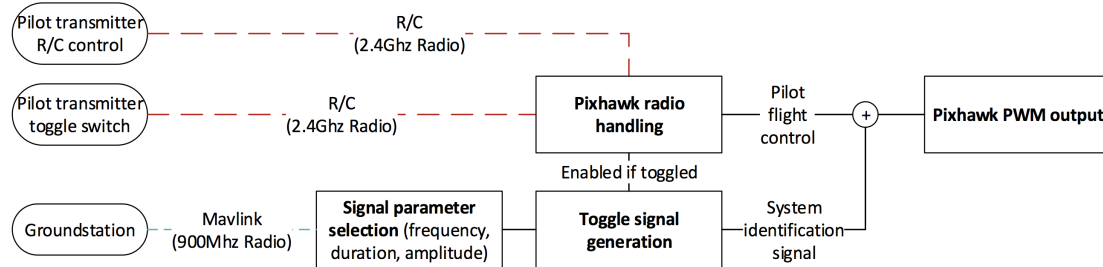 Pilot transmitter
R/C control
R/C
(2.4Ghz Radio)
Pilot transmitter
toggle switch
R/C
(2.4Ghz Radio)
Pixhawk radio
handling
Pilot
flight
control
+
Pixhawk PWM output
Enabled if toggled
Groundstation
Mavlink
(900Mhz Radio)
Signal parameter
selection (frequency,
duration, amplitude)
Toggle signal
generation
System
identification
signal